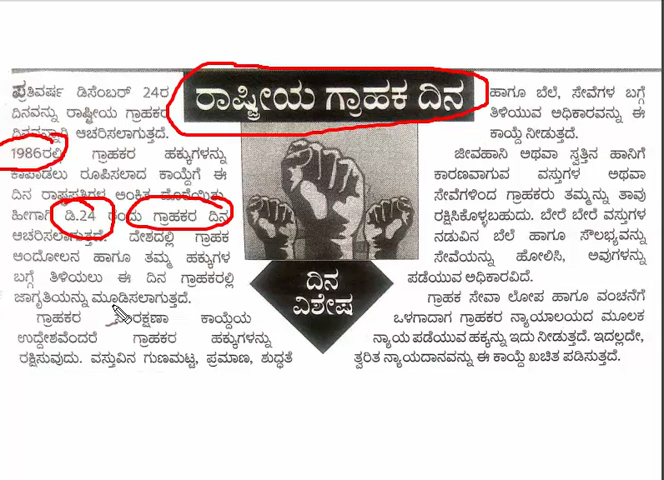 ರಾಷ್ಟ್ರೀಯ ಗ್ರಾಹಕ ದಿನ
ಪ್ರತಿವರ್ಷ ಡಿಸೆಂಬರ್ 24ರ
ದಿನವನ್ನು ರಾಷ್ಟ್ರೀಯ ಗ್ರಾಹಕರ
ದಿನವನ್ನಾಗಿ ಆಚರಿಸಲಾಗುತ್ತದೆ.
1986ರಲ್ಲಿ ಗ್ರಾಹಕರ ಹಕ್ಕುಗಳನ್ನು
ಕಾಪಾಡಲು ರೂಪಿಸಲಾದ ಕಾಯ್ದೆಗೆ ಈ
ದಿನ ರಾಷ್ಟ್ರಪತಿಗಳ ಅಂಕಿತ ದೊರೆಯಿತು
ಹೀಗಾಗಿ ಡಿ.24 ರಂದು ಗ್ರಾಹಕರ ದಿನ
ಆಚರಿಸಲಾಗುತ್ತದೆ. ದೇಶದಲ್ಲಿ ಗ್ರಾಹಕ
ಆಂದೋಲನ ಹಾಗೂ ತಮ್ಮ ಹಕ್ಕುಗಳ
ಬಗ್ಗೆ ತಿಳಿಯಲು ಈ ದಿನ ಗ್ರಾಹಕರಲ್ಲಿ
ಜಾಗೃತಿಯನ್ನು ಮೂಡಿಸಲಾಗುತ್ತದೆ.
ಗ್ರಾಹಕರ ಸಂರಕ್ಷಣಾ ಕಾಯ್ದೆಯ
ಉದ್ದೇಶವೆಂದರೆ ಗ್ರಾಹಕರ ಹಕ್ಕುಗಳನ್ನು
ರಕ್ಷಿಸುವುದು. ವಸ್ತುವಿನ ಗುಣಮಟ್ಟ, ಪ್ರಮಾಣ, ಶುದ್ಧತೆ
ದಿನ
ವಿಶೇಷ
ಹಾಗೂ ಬೆಲೆ, ಸೇವೆಗಳ ಬಗ್ಗೆ
ತಿಳಿಯುವ ಅಧಿಕಾರವನ್ನು ಈ
ಕಾಯ್ದೆ ನೀಡುತ್ತದೆ.
ಜೀವಹಾನಿ ಅಥವಾ ಸ್ವತ್ತಿನ ಹಾನಿಗೆ
ಕಾರಣವಾಗುವ ವಸ್ತುಗಳ ಅಥವಾ
ಸೇವೆಗಳಿಂದ ಗ್ರಾಹಕರು ತಮ್ಮನ್ನು ತಾವು
ರಕ್ಷಿಸಿಕೊಳ್ಳಬಹುದು. ಬೇರೆ ಬೇರೆ ವಸ್ತುಗಳ
ನಡುವಿನ ಬೆಲೆ ಹಾಗೂ ಸೌಲಭ್ಯವನ್ನು
ಸೇವೆಯನ್ನು ಹೋಲಿಸಿ, ಅವುಗಳನ್ನು
ಪಡೆಯುವ ಅಧಿಕಾರವಿದೆ.
ಗ್ರಾಹಕ ಸೇವಾ ಲೋಪ ಹಾಗೂ ವಂಚನೆಗೆ
ಒಳಗಾದಾಗ ಗ್ರಾಹಕರ ನ್ಯಾಯಾಲಯದ ಮೂಲಕ
ನ್ಯಾಯ ಪಡೆಯುವ ಹಕ್ಕನ್ನು ಇದು ನೀಡುತ್ತದೆ. ಇದಲ್ಲದೇ,
ತ್ವರಿತ ನ್ಯಾಯದಾನವನ್ನು ಈ ಕಾಯ್ದೆ ಖಚಿತ ಪಡಿಸುತ್ತದೆ.